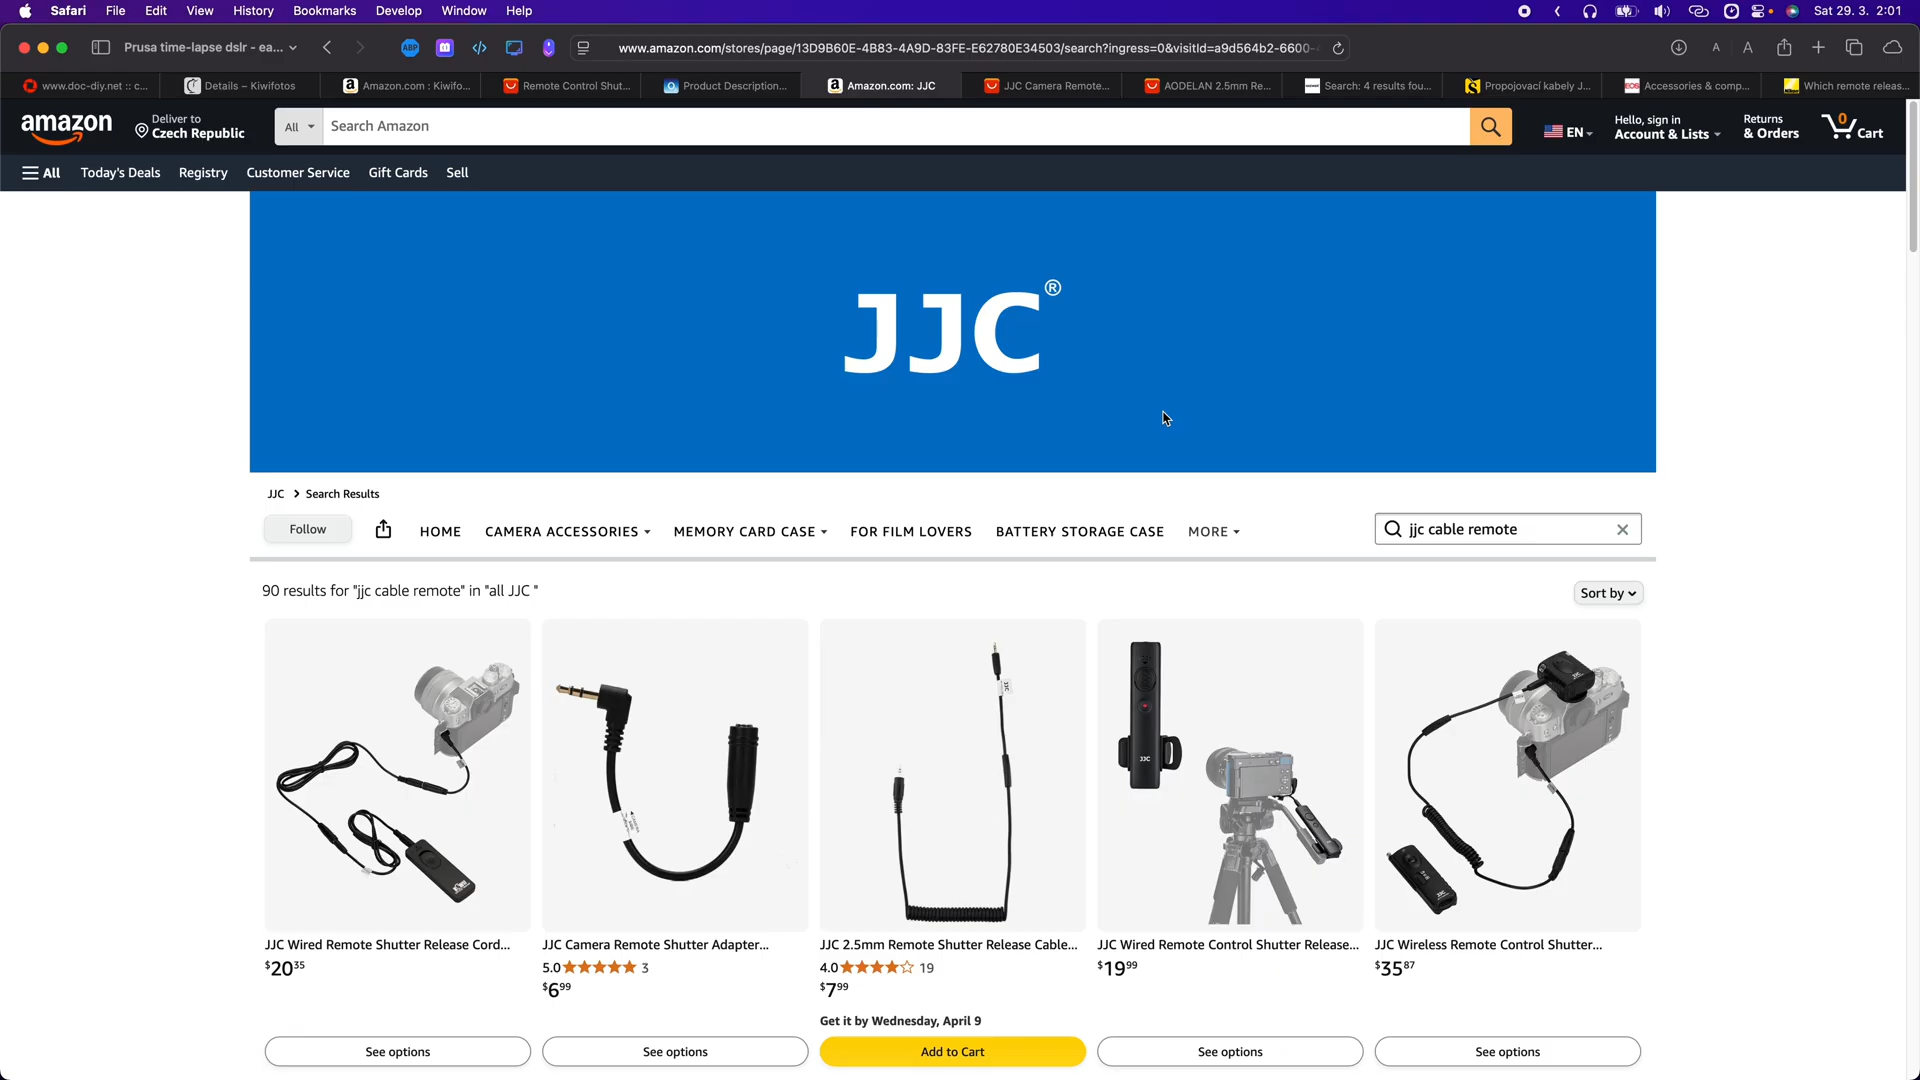 Safari File Edit View History Bookmarks Develop Window Help Sat 29. 3. 2:01
Prusa time-lapse dslr - ea... ABP www.amazon.com/stores/page/13D9B60E-4B83-4A9D-83FE-E62780E34503/search?ingress=0&visitId=a9d564b2-6600- A A
www.doc-diy.net :: c... Details – Kiwifotos Amazon.com : Kiwifo... Remote Control Shut... Product Description... Amazon.com: JJC JJC Camera Remote... AODELAN 2.5mm Re... Search: 4 results fou... Propojovací kabely J... Accessories & comp... Which remote releas...
amazon
Deliver to
Czech Republic
All
Search Amazon
EN
Hello, sign in
Account & Lists
Returns
& Orders
0
Cart
All Today's Deals Registry Customer Service Gift Cards Sell
JJC®
JJC > Search Results
Follow HOME CAMERA ACCESSORIES MEMORY CARD CASE FOR FILM LOVERS BATTERY STORAGE CASE MORE jjc cable remote
90 results for "jjc cable remote" in "all JJC "
Sort by
JJC Wired Remote Shutter Release Cord...
$2035
See options
JJC Camera Remote Shutter Adapter...
5.0 3
$699
See options
JJC 2.5mm Remote Shutter Release Cable...
4.0 19
$799
Get it by Wednesday, April 9
Add to Cart
JJC Wired Remote Control Shutter Release...
$1999
See options
JJC Wireless Remote Control Shutter...
$3587
See options